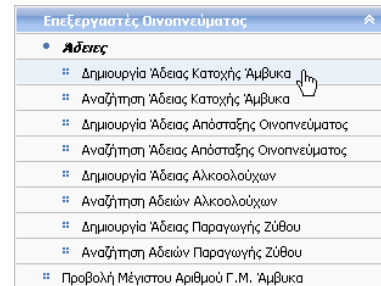 Επεξεργαστές Οινοπνεύματος
Άδειες
Δημιουργία Άδειας Κατοχής Άμβυκα
Αναζήτηση Άδειας Κατοχής Άμβυκα
Δημιουργία Άδειας Απόσταξης Οινοπνεύματος
Αναζήτηση Άδειας Απόσταξης Οινοπνεύματος
Δημιουργία Άδειας Αλκοολούχων
Αναζήτηση Αδειών Αλκοολούχων
Δημιουργία Άδειας Παραγωγής Ζύθου
Αναζήτηση Αδειών Παραγωγής Ζύθου
Προβολή Μέγιστου Αριθμού Γ.Μ. Άμβυκα